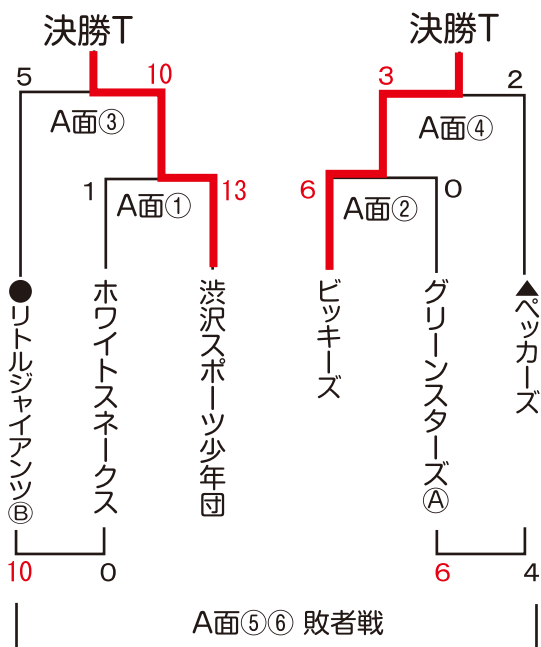 決勝T
決勝T
5
10
3
2
A面③
A面④
1
13
6
0
A面①
A面②
●リトルジャイアンツⒷ
ホワイトスネークス
渋沢スポーツ少年団
ビッキーズ
グリーンスターズⒶ
▲ペッカーズ
10
0
6
4
A面⑤⑥ 敗者戦